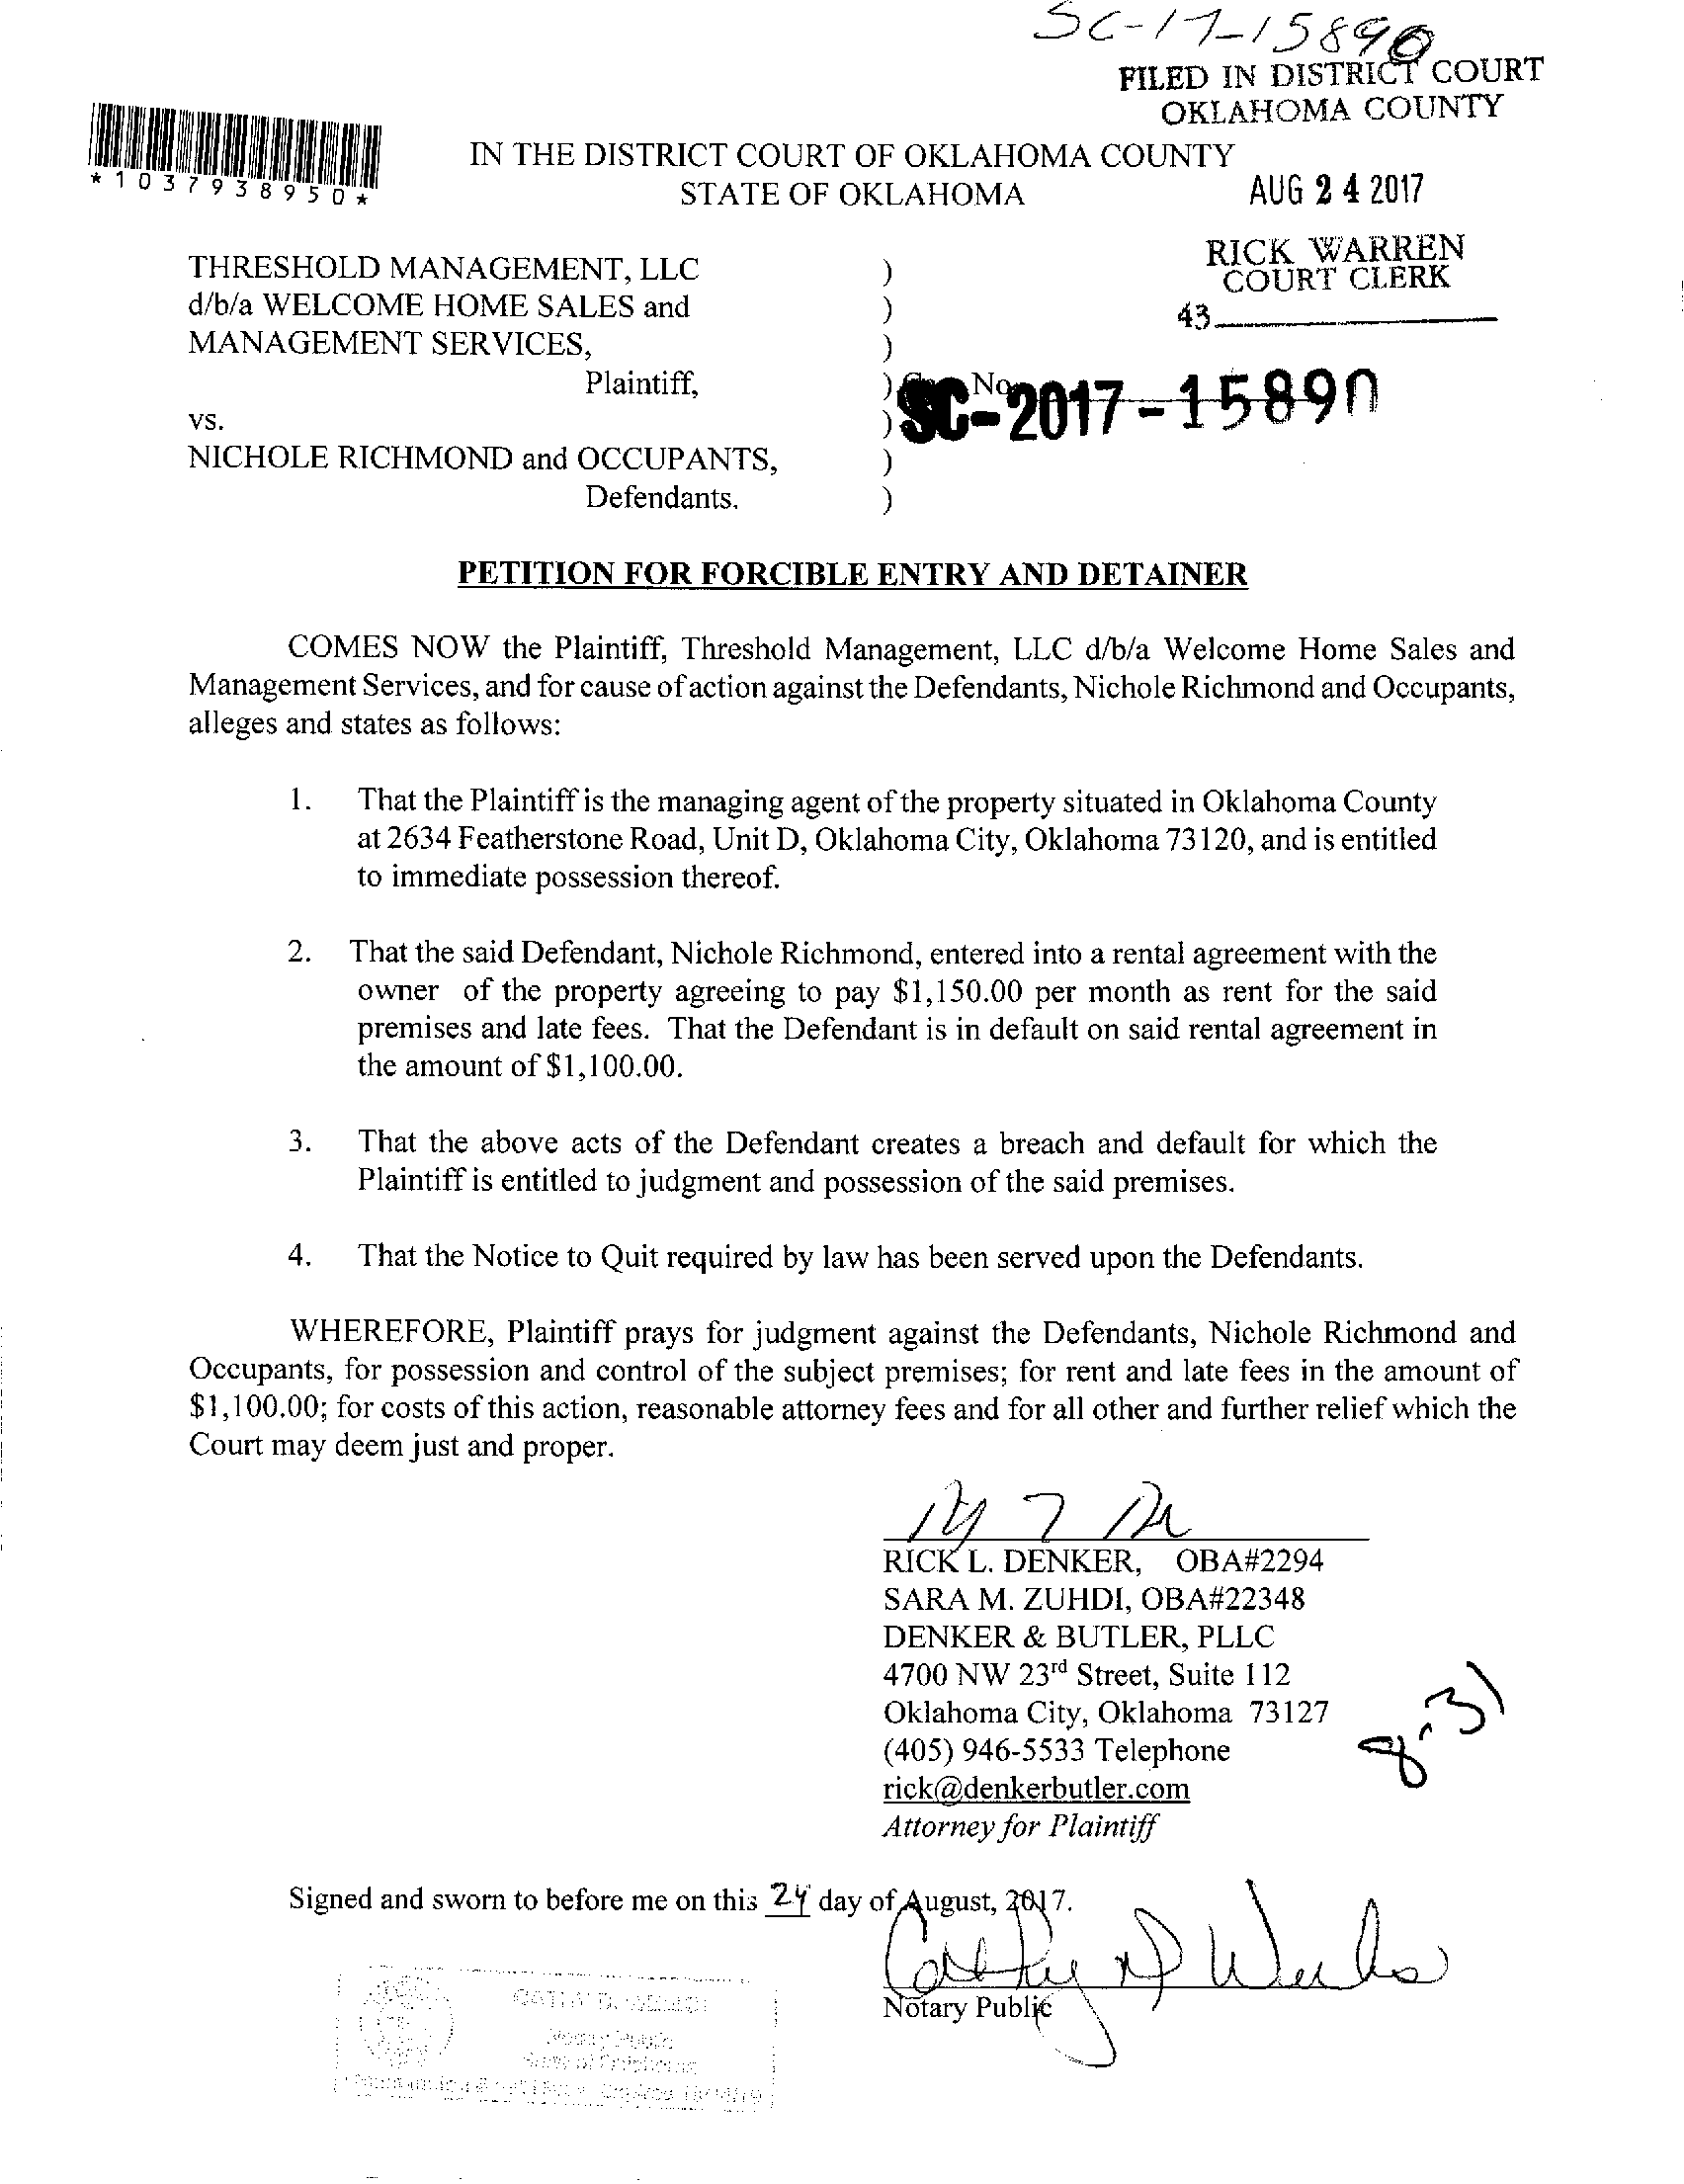 SC-17-15890
FILED IN DISTRICT COURT
OKLAHOMA COUNTY
*1037938950*
IN THE DISTRICT COURT OF OKLAHOMA COUNTY
STATE OF OKLAHOMA
AUG 24 2017
RICK WARREN
COURT CLERK
43
THRESHOLD MANAGEMENT, LLC )
d/b/a WELCOME HOME SALES and )
MANAGEMENT SERVICES, )
Plaintiff, ) No.
SC-2017-15890
vs. )
NICHOLE RICHMOND and OCCUPANTS, )
Defendants. )
PETITION FOR FORCIBLE ENTRY AND DETAINER
COMES NOW the Plaintiff, Threshold Management, LLC d/b/a Welcome Home Sales and
Management Services, and for cause of action against the Defendants, Nichole Richmond and Occupants,
alleges and states as follows:
1. That the Plaintiff is the managing agent of the property situated in Oklahoma County
at 2634 Featherstone Road, Unit D, Oklahoma City, Oklahoma 73120, and is entitled
to immediate possession thereof.
2. That the said Defendant, Nichole Richmond, entered into a rental agreement with the
owner of the property agreeing to pay $1,150.00 per month as rent for the said
premises and late fees. That the Defendant is in default on said rental agreement in
the amount of $1,100.00.
3. That the above acts of the Defendant creates a breach and default for which the
Plaintiff is entitled to judgment and possession of the said premises.
4. That the Notice to Quit required by law has been served upon the Defendants.
WHEREFORE, Plaintiff prays for judgment against the Defendants, Nichole Richmond and
Occupants, for possession and control of the subject premises; for rent and late fees in the amount of
$1,100.00; for costs of this action, reasonable attorney fees and for all other and further relief which the
Court may deem just and proper.
RICK L. DENKER, OBA#2294
SARA M. ZUHDI, OBA#22348
DENKER & BUTLER, PLLC
4700 NW 23rd Street, Suite 112
Oklahoma City, Oklahoma 73127
(405) 946-5533 Telephone
rick@denkerbutler.com
Attorney for Plaintiff
8-31
Signed and sworn to before me on this 24 day of August, 2017.
Notary Public
Notary Public